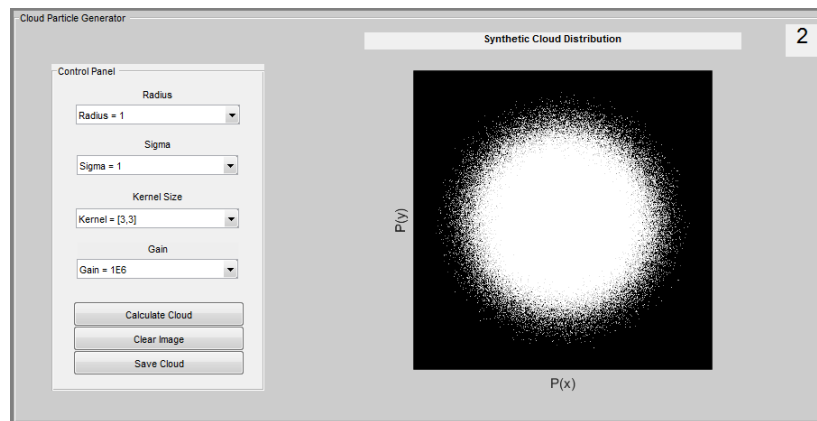 Cloud Particle Generator
Synthetic Cloud Distribution
2
Control Panel
Radius
Radius = 1
Sigma
Sigma = 1
Kernel Size
Kernel = [3,3]
Gain
Gain = 1E6
Calculate Cloud
Clear Image
Save Cloud
P(y)
P(x)